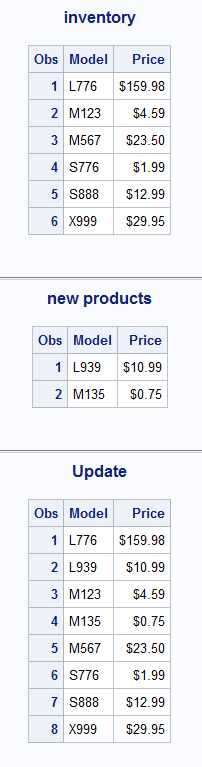 inventory
Obs Model Price
1 L776 $159.98
2 M123 $4.59
3 M567 $23.50
4 S776 $1.99
5 S888 $12.99
6 X999 $29.95
new products
Obs Model Price
1 L939 $10.99
2 M135 $0.75
Update
Obs Model Price
1 L776 $159.98
2 L939 $10.99
3 M123 $4.59
4 M135 $0.75
5 M567 $23.50
6 S776 $1.99
7 S888 $12.99
8 X999 $29.95